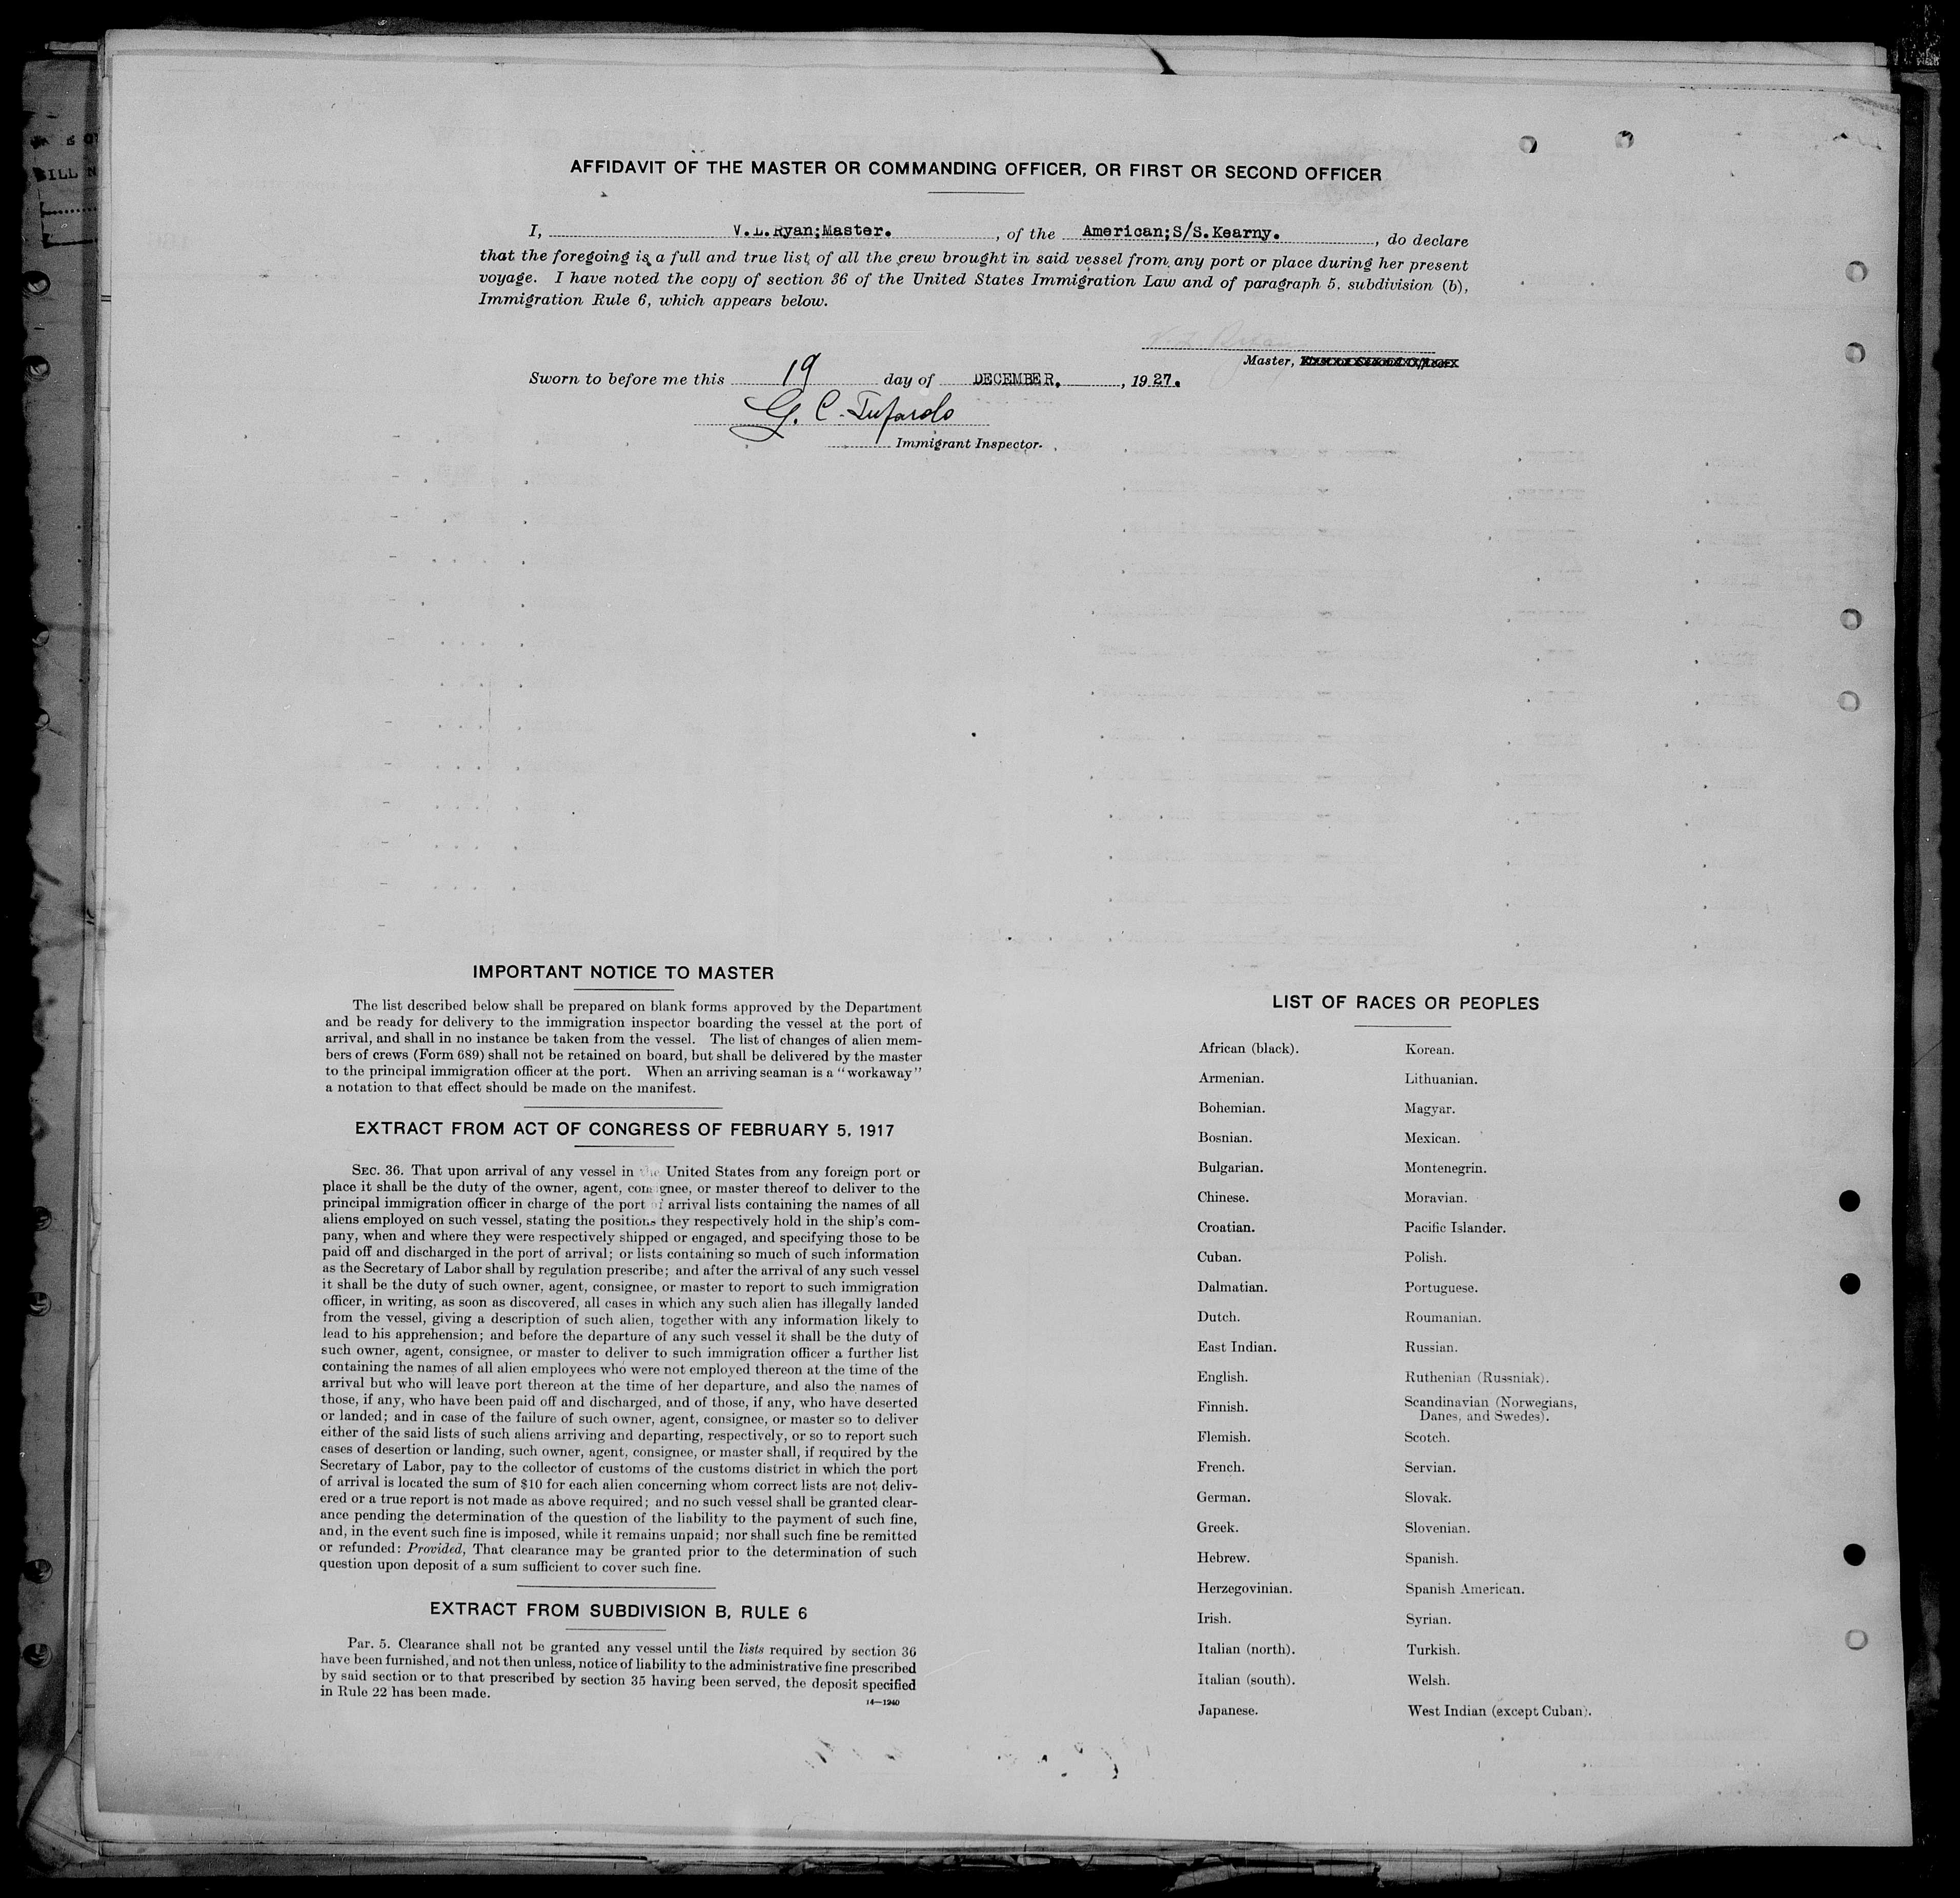 AFFIDAVIT OF THE MASTER OR COMMANDING OFFICER, OR FIRST OR SECOND OFFICER
I, V.L.Ryan;Master. , of the American;S/S.Kearny. , do declare
that the foregoing is a full and true list of all the crew brought in said vessel from any port or place during her present
voyage. I have noted the copy of section 36 of the United States Immigration Law and of paragraph 5, subdivision (b),
Immigration Rule 6, which appears below.
Master,
Sworn to before me this 19 day of DECEMBER. , 1927.
G. C.
Immigrant Inspector.
IMPORTANT NOTICE TO MASTER
The list described below shall be prepared on blank forms approved by the Department
and be ready for delivery to the immigration inspector boarding the vessel at the port of
arrival, and shall in no instance be taken from the vessel. The list of changes of alien mem-
bers of crews (Form 689) shall not be retained on board, but shall be delivered by the master
to the principal immigration officer at the port. When an arriving seaman is a "workaway"
a notation to that effect should be made on the manifest.
EXTRACT FROM ACT OF CONGRESS OF FEBRUARY 5, 1917
SEC. 36. That upon arrival of any vessel in the United States from any foreign port or
place it shall be the duty of the owner, agent, consignee, or master thereof to deliver to the
principal immigration officer in charge of the port of arrival lists containing the names of all
aliens employed on such vessel, stating the positions they respectively hold in the ship's com-
pany, when and where they were respectively shipped or engaged, and specifying those to be
paid off and discharged in the port of arrival; or lists containing so much of such information
as the Secretary of Labor shall by regulation prescribe; and after the arrival of any such vessel
it shall be the duty of such owner, agent, consignee, or master to report to such immigration
officer, in writing, as soon as discovered, all cases in which any such alien has illegally landed
from the vessel, giving a description of such alien, together with any information likely to
lead to his apprehension; and before the departure of any such vessel it shall be the duty of
such owner, agent, consignee, or master to deliver to such immigration officer a further list
containing the names of all alien employees who were not employed thereon at the time of the
arrival but who will leave port thereon at the time of her departure, and also the names of
those, if any, who have been paid off and discharged, and of those, if any, who have deserted
or landed; and in case of the failure of such owner, agent, consignee, or master so to deliver
either of the said lists of such aliens arriving and departing, respectively, or so to report such
cases of desertion or landing, such owner, agent, consignee, or master shall, if required by the
Secretary of Labor, pay to the collector of customs of the customs district in which the port
of arrival is located the sum of $10 for each alien concerning whom correct lists are not deliv-
ered or a true report is not made as above required; and no such vessel shall be granted clear-
ance pending the determination of the question of the liability to the payment of such fine,
and, in the event such fine is imposed, while it remains unpaid; nor shall such fine be remitted
or refunded: Provided, That clearance may be granted prior to the determination of such
question upon deposit of a sum sufficient to cover such fine.
EXTRACT FROM SUBDIVISION B, RULE 6
Par. 5. Clearance shall not be granted any vessel until the lists required by section 36
have been furnished, and not then unless, notice of liability to the administrative fine prescribed
by said section or to that prescribed by section 35 having been served, the deposit specified
in Rule 22 has been made.
14—1240
LIST OF RACES OR PEOPLES
African (black).
Armenian.
Bohemian.
Bosnian.
Bulgarian.
Chinese.
Croatian.
Cuban.
Dalmatian.
Dutch.
East Indian.
English.
Finnish.
Flemish.
French.
German.
Greek.
Hebrew.
Herzegovinian.
Irish.
Italian (north).
Italian (south).
Japanese.
Korean.
Lithuanian.
Magyar.
Mexican.
Montenegrin.
Moravian.
Pacific Islander.
Polish.
Portuguese.
Roumanian.
Russian.
Ruthenian (Russniak).
Scandinavian (Norwegians,
Danes, and Swedes).
Scotch.
Servian.
Slovak.
Slovenian.
Spanish.
Spanish American.
Syrian.
Turkish.
Welsh.
West Indian (except Cuban).